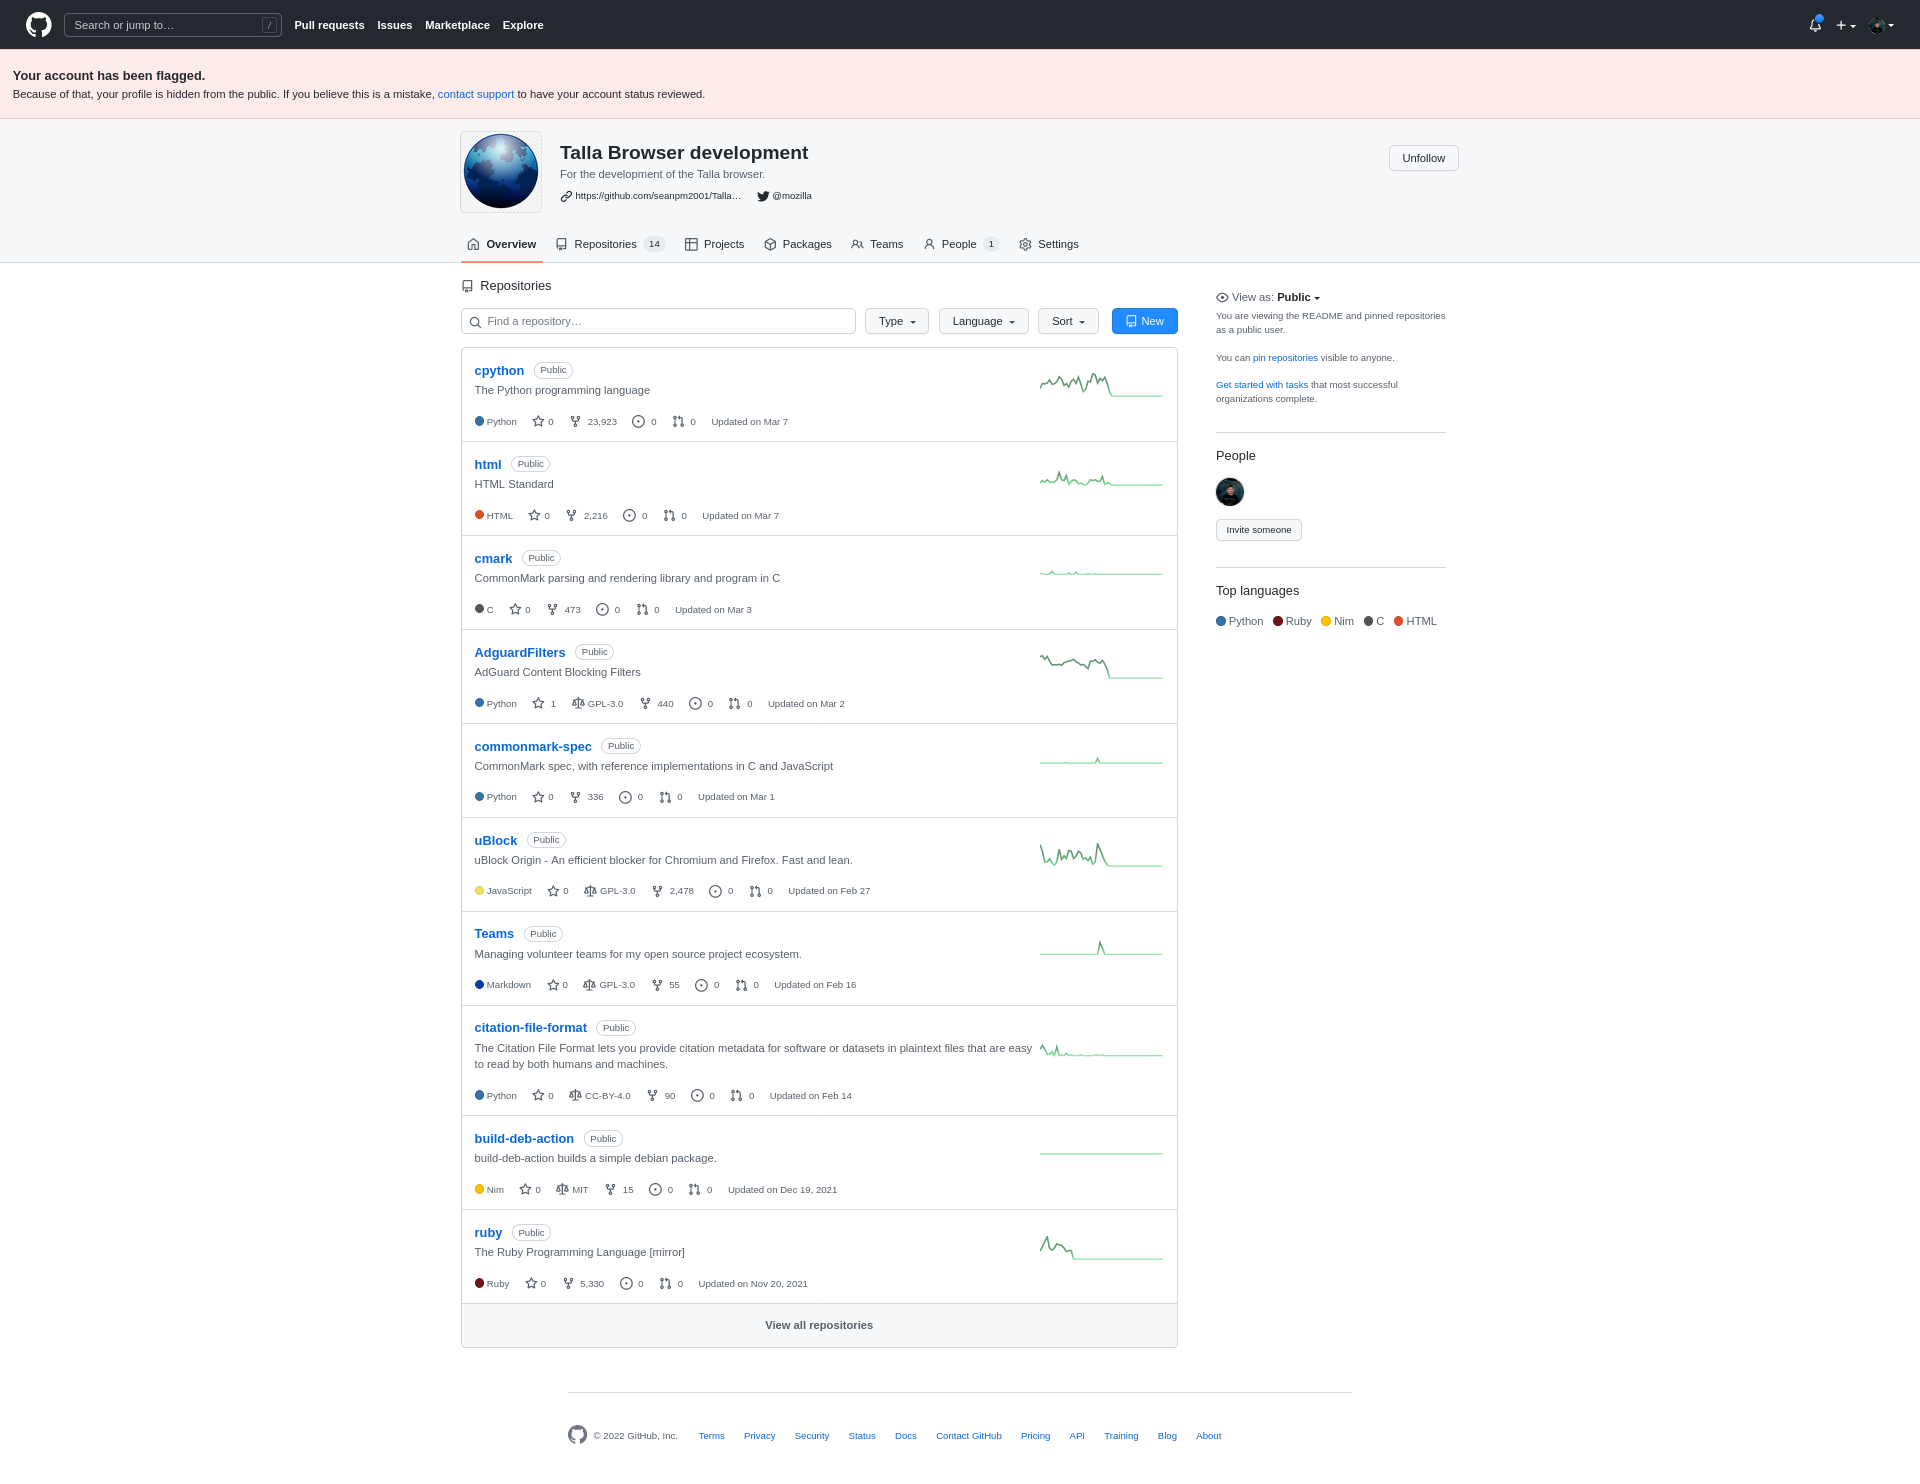 Search or jump to… /
Pull requests Issues Marketplace Explore
Your account has been flagged.
Because of that, your profile is hidden from the public. If you believe this is a mistake, contact support to have your account status reviewed.
Talla Browser development
For the development of the Talla browser.
https://github.com/seanpm2001/Talla… @mozilla
Unfollow
Overview Repositories 14 Projects Packages Teams People 1 Settings
Repositories
Find a repository… Type Language Sort New
cpython Public
The Python programming language
Python 0 23,923 0 0 Updated on Mar 7
html Public
HTML Standard
HTML 0 2,216 0 0 Updated on Mar 7
cmark Public
CommonMark parsing and rendering library and program in C
C 0 473 0 0 Updated on Mar 3
AdguardFilters Public
AdGuard Content Blocking Filters
Python 1 GPL-3.0 440 0 0 Updated on Mar 2
commonmark-spec Public
CommonMark spec, with reference implementations in C and JavaScript
Python 0 336 0 0 Updated on Mar 1
uBlock Public
uBlock Origin - An efficient blocker for Chromium and Firefox. Fast and lean.
JavaScript 0 GPL-3.0 2,478 0 0 Updated on Feb 27
Teams Public
Managing volunteer teams for my open source project ecosystem.
Markdown 0 GPL-3.0 55 0 0 Updated on Feb 16
citation-file-format Public
The Citation File Format lets you provide citation metadata for software or datasets in plaintext files that are easy
to read by both humans and machines.
Python 0 CC-BY-4.0 90 0 0 Updated on Feb 14
build-deb-action Public
build-deb-action builds a simple debian package.
Nim 0 MIT 15 0 0 Updated on Dec 19, 2021
ruby Public
The Ruby Programming Language [mirror]
Ruby 0 5,330 0 0 Updated on Nov 20, 2021
View all repositories
View as: Public
You are viewing the README and pinned repositories
as a public user.
You can pin repositories visible to anyone.
Get started with tasks that most successful
organizations complete.
People
Invite someone
Top languages
Python Ruby Nim C HTML
© 2022 GitHub, Inc. Terms Privacy Security Status Docs Contact GitHub Pricing API Training Blog About